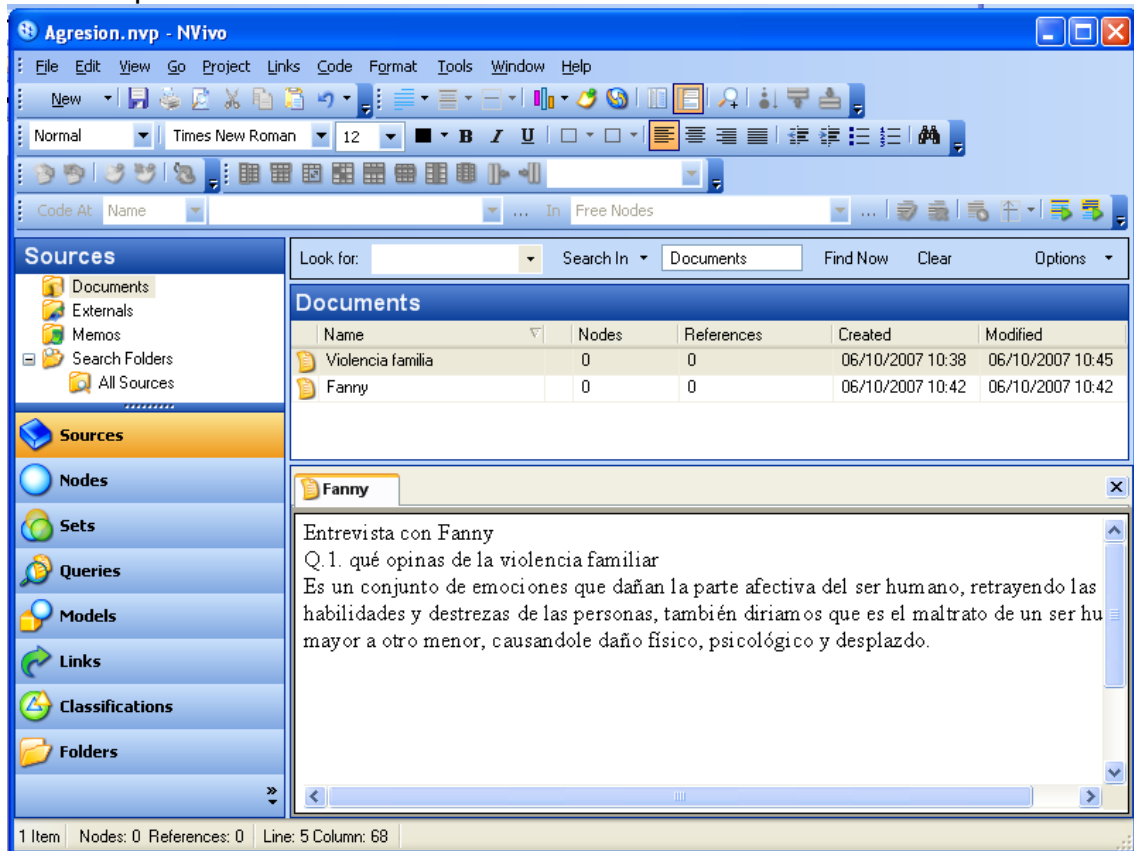 Agresion.nvp - NVivo
File Edit View Go Project Links Code Format Tools Window Help
New
Normal Times New Roman 12 B I U
Code At Name ... In Free Nodes ...
Sources
Documents
Externals
Memos
Search Folders
All Sources
Sources
Nodes
Sets
Queries
Models
Links
Classifications
Folders
Look for: Search In Documents Find Now Clear Options
Documents
Name Nodes References Created Modified
Violencia familia 0 0 06/10/2007 10:38 06/10/2007 10:45
Fanny 0 0 06/10/2007 10:42 06/10/2007 10:42
Fanny
Entrevista con Fanny
Q.1. qué opinas de la violencia familiar
Es un conjunto de emociones que dañan la parte afectiva del ser humano, retrayendo las
habilidades y destrezas de las personas, también diriamos que es el maltrato de un ser hu
mayor a otro menor, causandole daño físico, psicológico y desplazdo.
1 Item Nodes: 0 References: 0 Line: 5 Column: 68